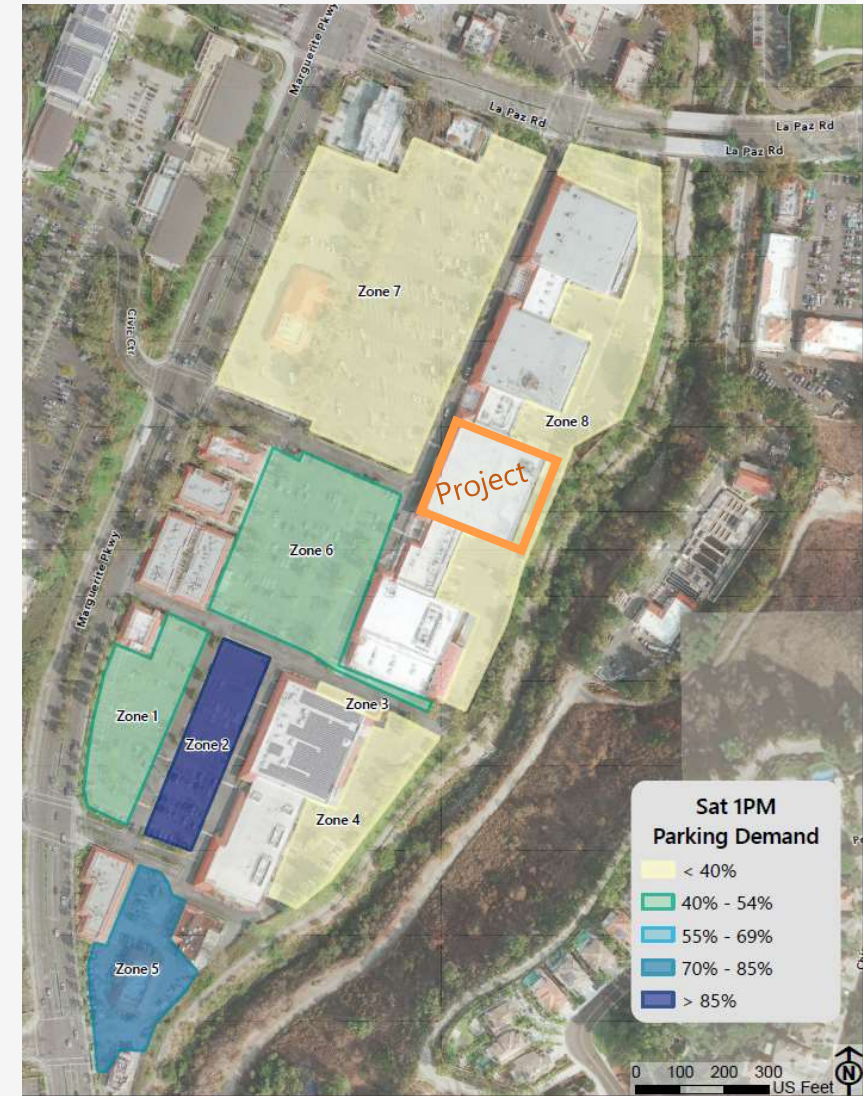 Marguerite Pkwy
La Paz Rd
La Paz Rd
La Paz Rd
Zone 7
Civic Ctr
Zone 8
Project
Zone 6
Marguerite Pkwy
Zone 3
Zone 1
Zone 2
Zone 4
Zone 5
Sat 1PM
Parking Demand
< 40%
40% - 54%
55% - 69%
70% - 85%
> 85%
0 100 200 300
US Feet
N